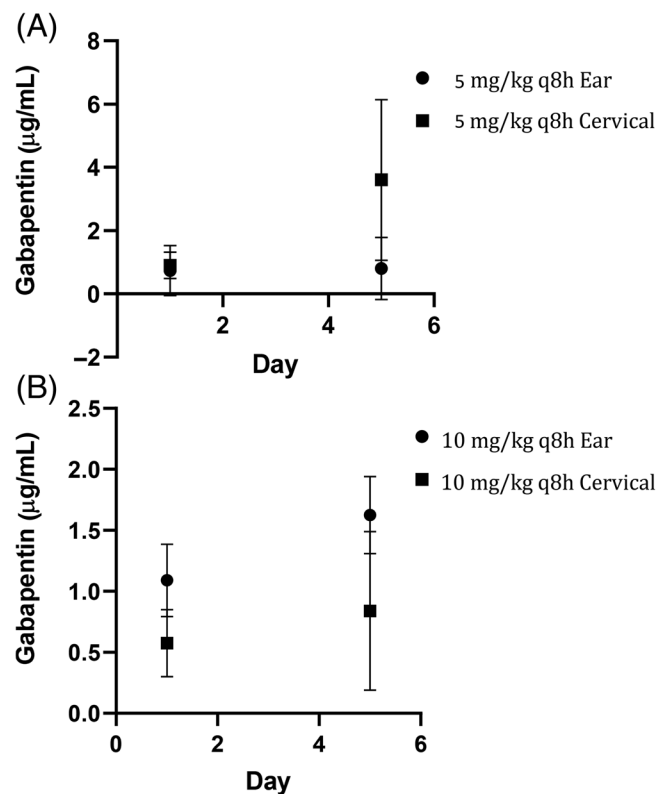 (A)
8
6
4
2
0
−2
Gabapentin (μg/mL)
2 4 6
Day
5 mg/kg q8h Ear
5 mg/kg q8h Cervical
(B)
2.5
2.0
1.5
1.0
0.5
0.0
Gabapentin (μg/mL)
0 2 4 6
Day
10 mg/kg q8h Ear
10 mg/kg q8h Cervical